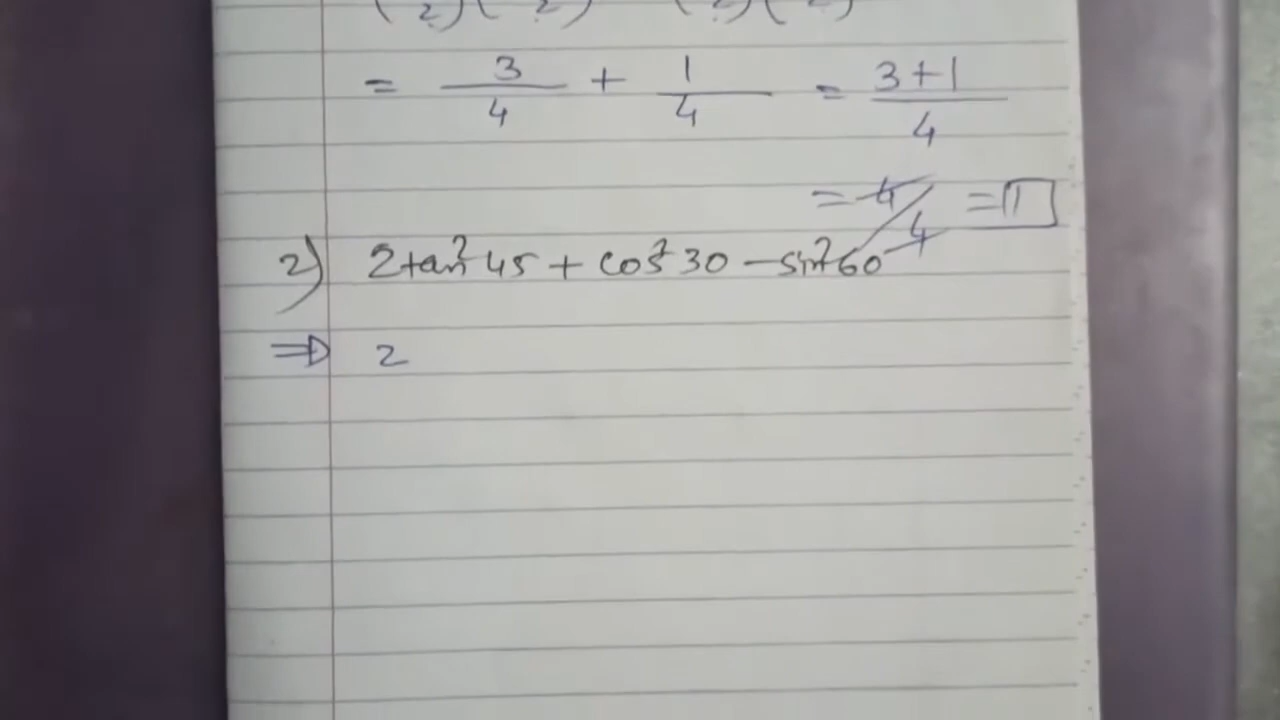 = 3/4 + 1/4 = 3+1/4
= 4/4 = 1
2) 2tan²45 + cos²30 - sin²60
⇒ 2